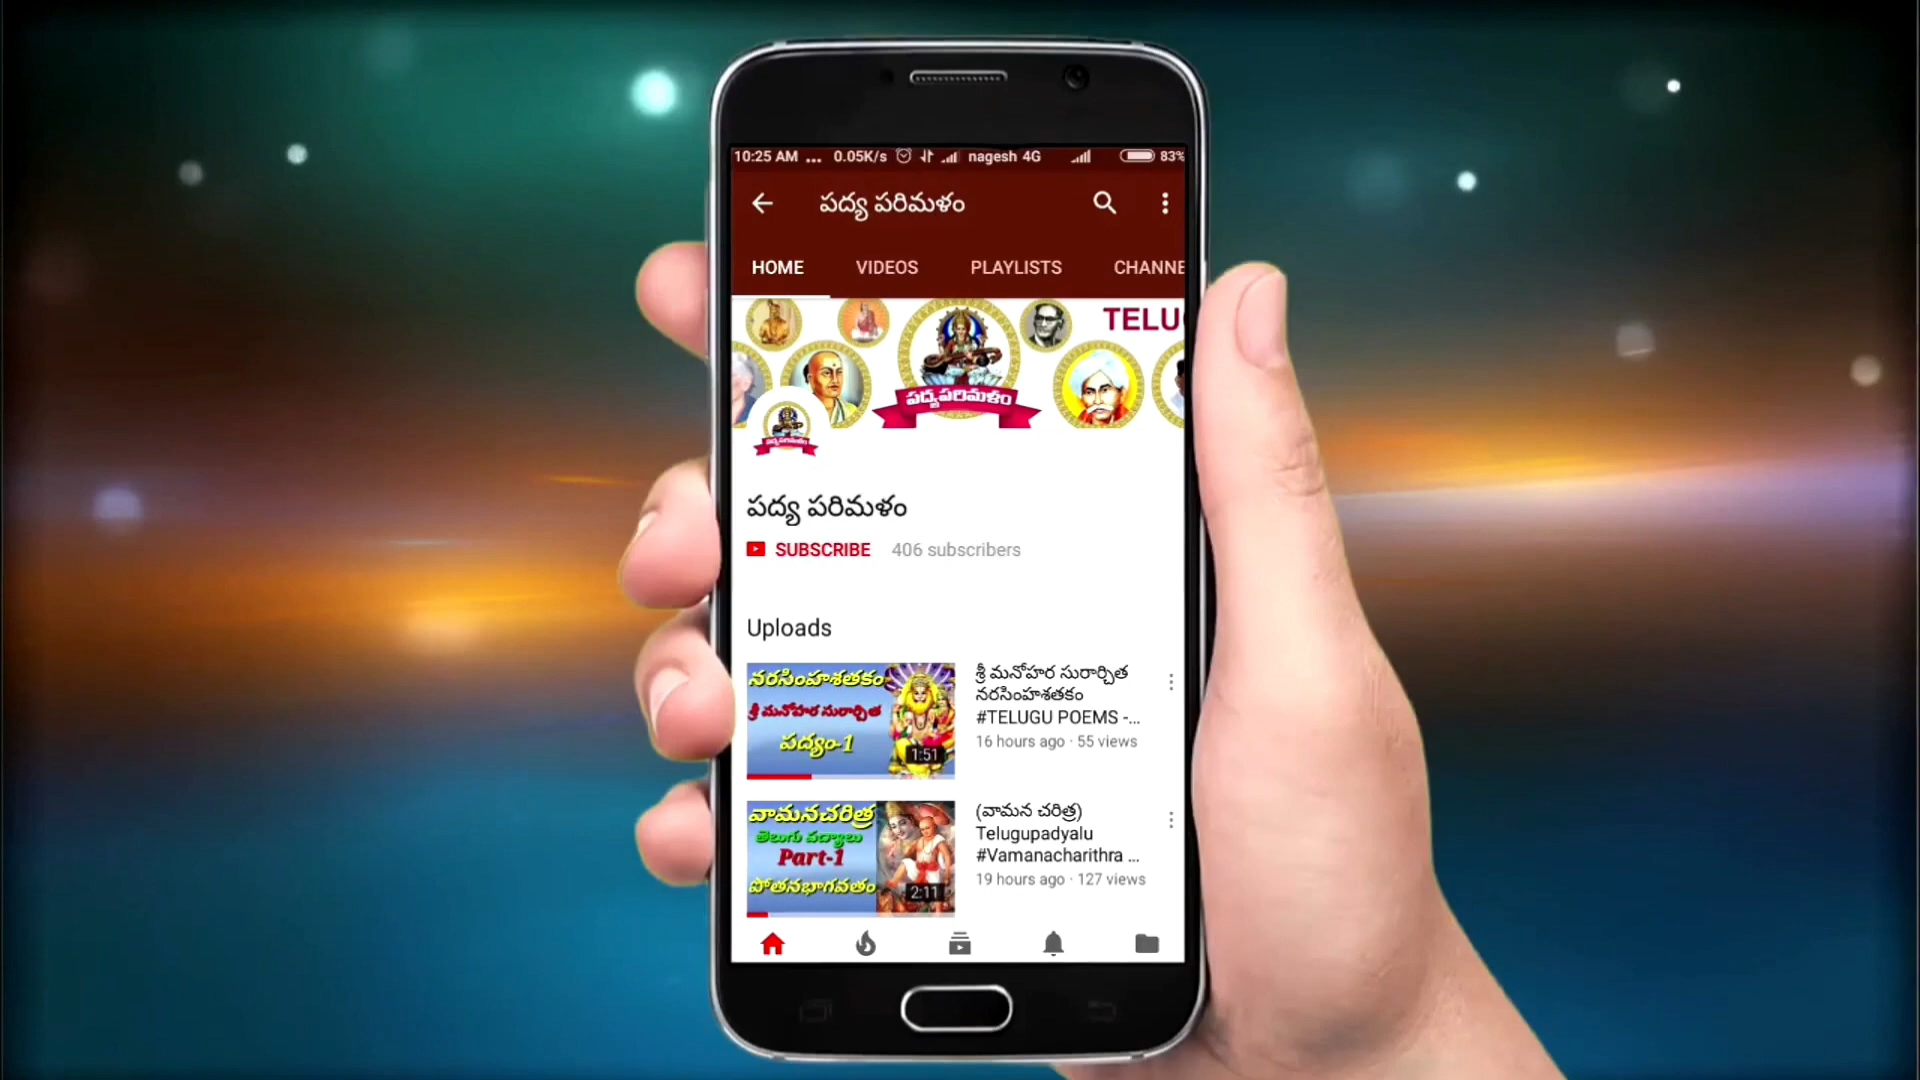 10:25 AM ... 0.05K/s nagesh 4G 83%
పద్య పరిమళం
HOME VIDEOS PLAYLISTS CHANNE
TELU
పద్యపరిమళం
పద్యపరిమళం
పద్య పరిమళం
SUBSCRIBE 406 subscribers
Uploads
నరసింహశతకం
శ్రీ మనోహర సురార్చిత
పద్యం-1
1:51
శ్రీ మనోహర సురార్చిత
నరసింహశతకం
#TELUGU POEMS -...
16 hours ago · 55 views
వామనచరిత్ర
తెలుగు పద్యాలు
Part-1
పోతనభాగవతం
2:11
(వామన చరిత్ర)
Telugupadyalu
#Vamanacharithra ...
19 hours ago · 127 views